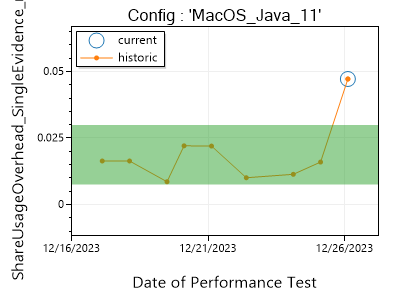 Config : 'MacOS_Java_11'
current
historic
0.05
0.025
0
12/16/2023
12/21/2023
12/26/2023
Date of Performance Test
ShareUsageOverhead_SingleEvidence_